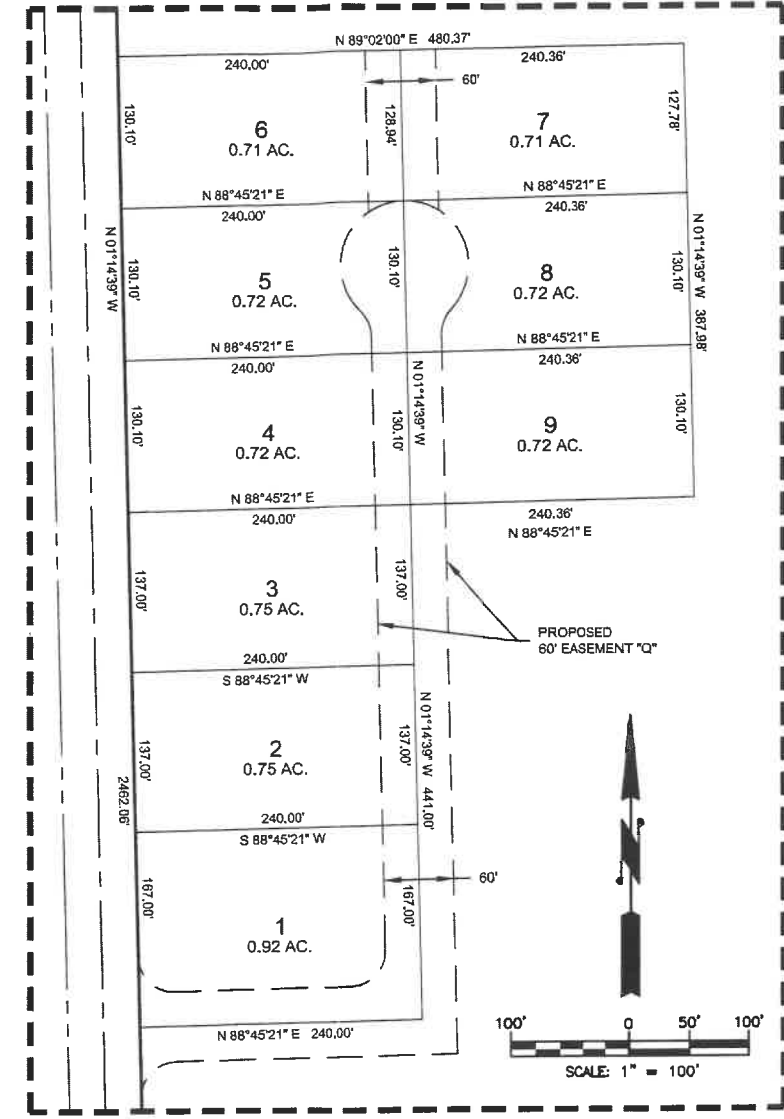 N 89°02'00" E 480.37'
240.00'
240.36'
60'
130.10'
128.94'
127.78'
6
0.71 AC.
7
0.71 AC.
N 88°45'21" E
N 88°45'21" E
240.00'
240.36'
N 01°14'39" W
130.10'
130.10'
130.10'
N 01°14'39" W 387.98'
5
0.72 AC.
8
0.72 AC.
N 88°45'21" E
N 88°45'21" E
240.00'
240.36'
130.10'
N 01°14'39" W
130.10'
130.10'
4
0.72 AC.
9
0.72 AC.
N 88°45'21" E
240.00'
240.36'
N 88°45'21" E
137.00'
137.00'
3
0.75 AC.
PROPOSED
60' EASEMENT "Q"
240.00'
S 88°45'21" W
137.00'
137.00'
N 01°14'39" W 441.00'
2
0.75 AC.
2462.06'
240.00'
S 88°45'21" W
60'
167.00'
167.00'
1
0.92 AC.
N 88°45'21" E 240.00'
N
100' 0 50' 100'
SCALE: 1" = 100'